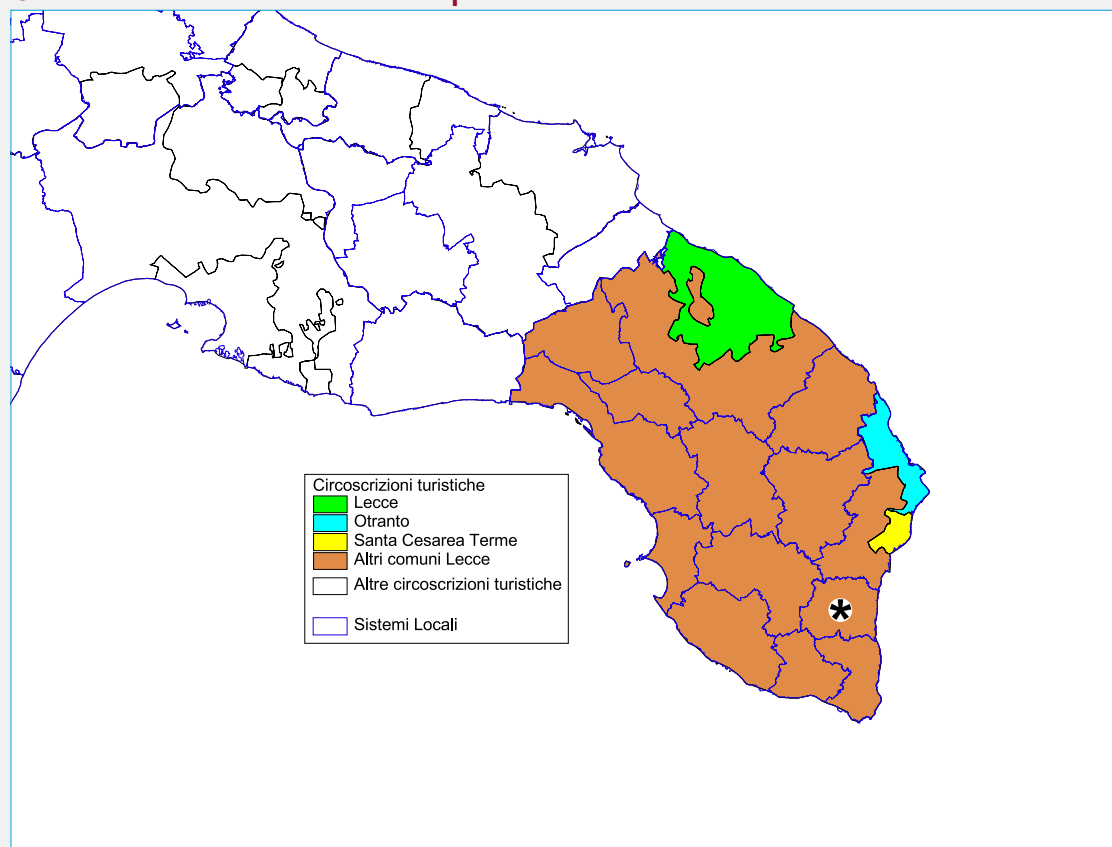 Circoscrizioni turistiche
Lecce
Otranto
Santa Cesarea Terme
Altri comuni Lecce
Altre circoscrizioni turistiche
Sistemi Locali
*